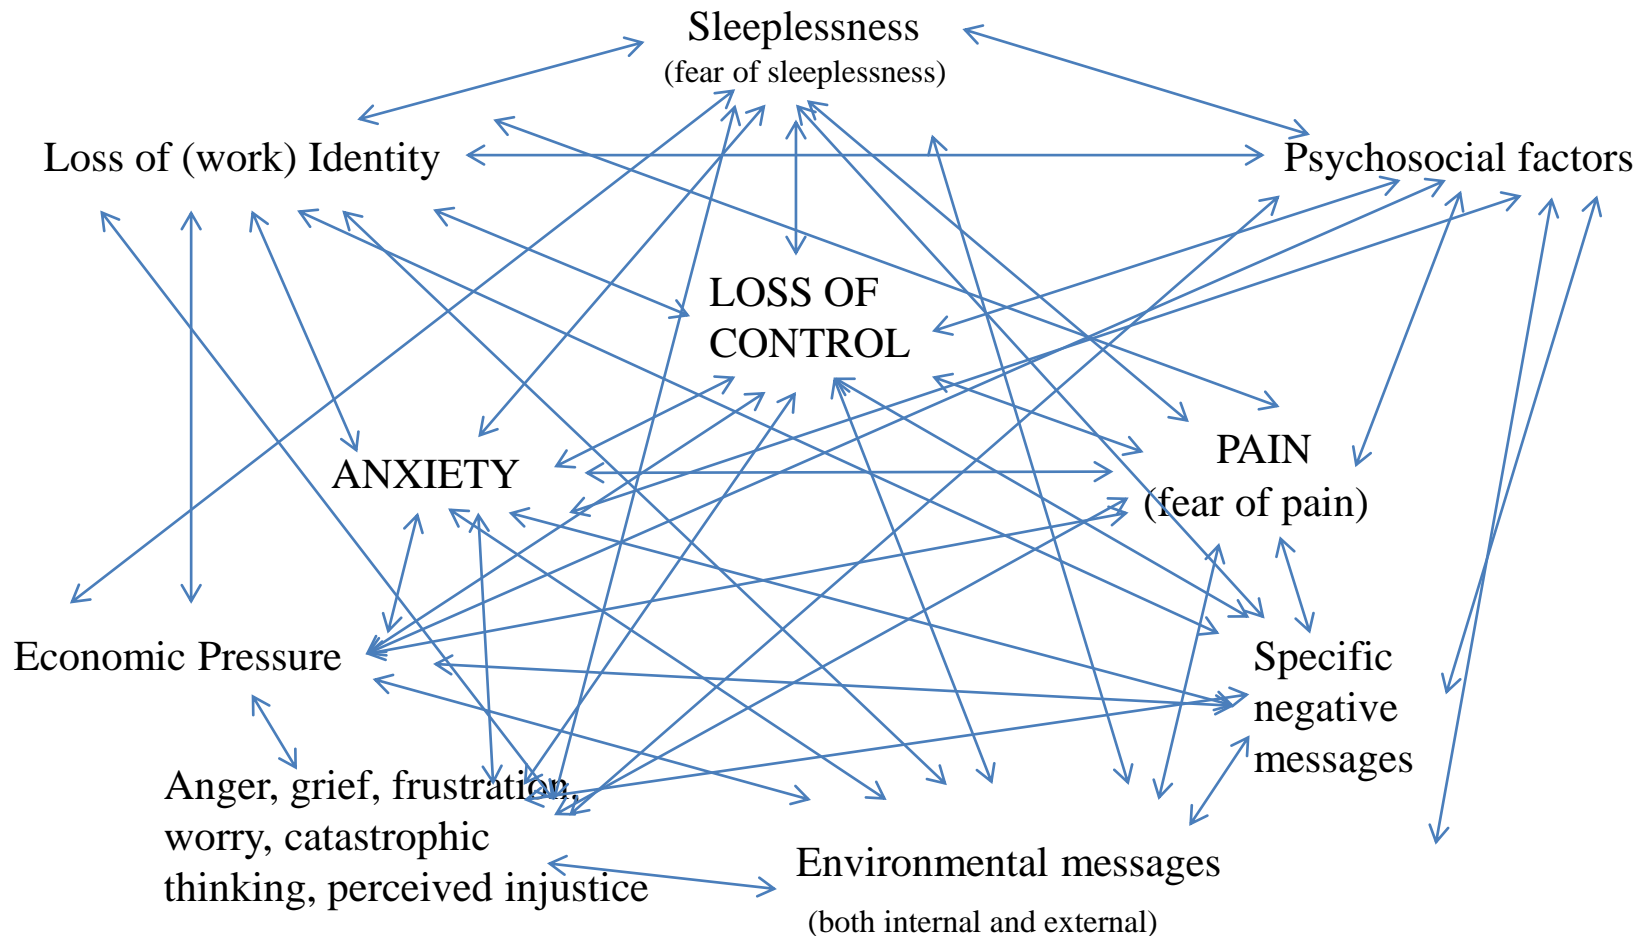 Sleeplessness
(fear of sleeplessness)
Loss of (work) Identity
Psychosocial factors
LOSS OF
CONTROL
ANXIETY
PAIN
(fear of pain)
Economic Pressure
Specific
negative
messages
Anger, grief, frustration,
worry, catastrophic
thinking, perceived injustice
Environmental messages
(both internal and external)